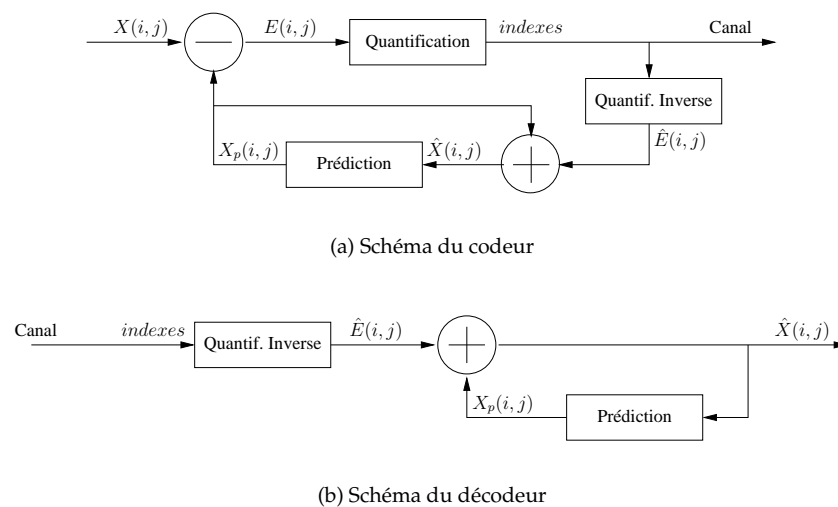 X(i, j)
E(i, j)
Quantification
indexes
Canal
Quantif. Inverse
Ê(i, j)
X_p(i, j)
Prédiction
X̂(i, j)
(a) Schéma du codeur
Canal
indexes
Quantif. Inverse
Ê(i, j)
X̂(i, j)
X_p(i, j)
Prédiction
(b) Schéma du décodeur